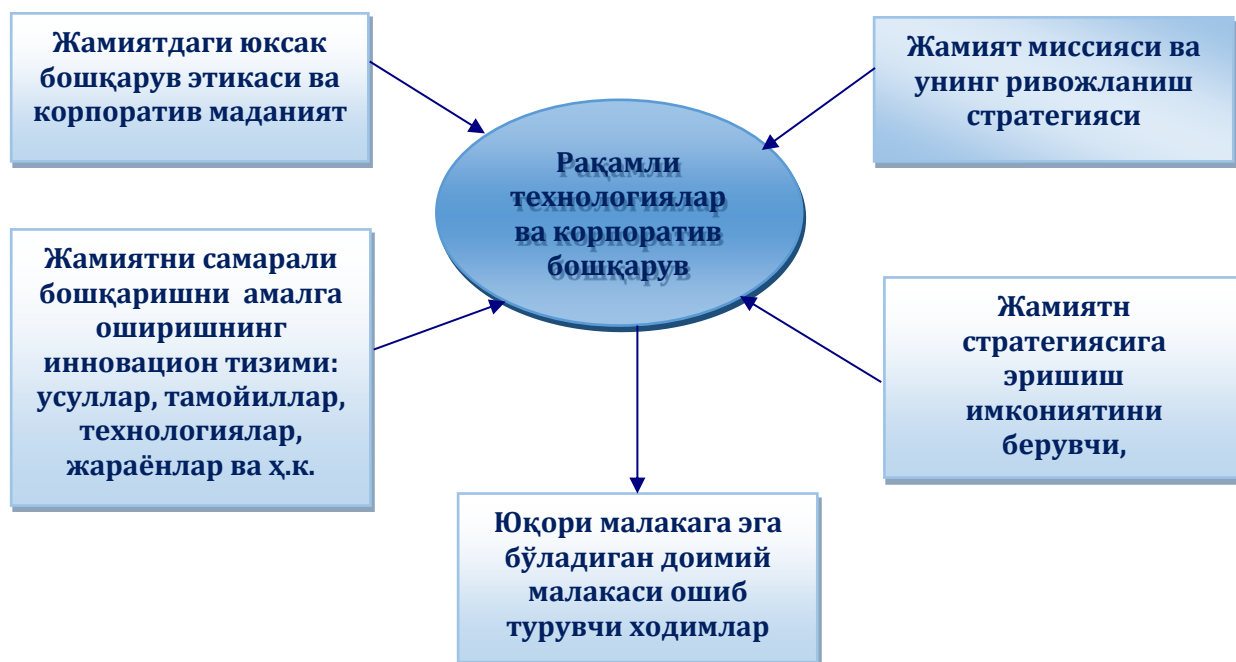 Жамиятдаги юксак
бошқарув этикаси ва
корпоратив маданият
Жамият миссияси ва
унинг ривожланиш
стратегияси
Рақамли
технологиялар
ва корпоратив
бошқарув
Жамиятни самарали
бошқаришни амалга
оширишнинг
инновацион тизими:
усуллар, тамойиллар,
технологиялар,
жараёнлар ва ҳ.к.
Жамиятн
стратегиясига
эришиш
имкониятини
берувчи,
Юқори малакага эга
бўладиган доимий
малакаси ошиб
турувчи ходимлар